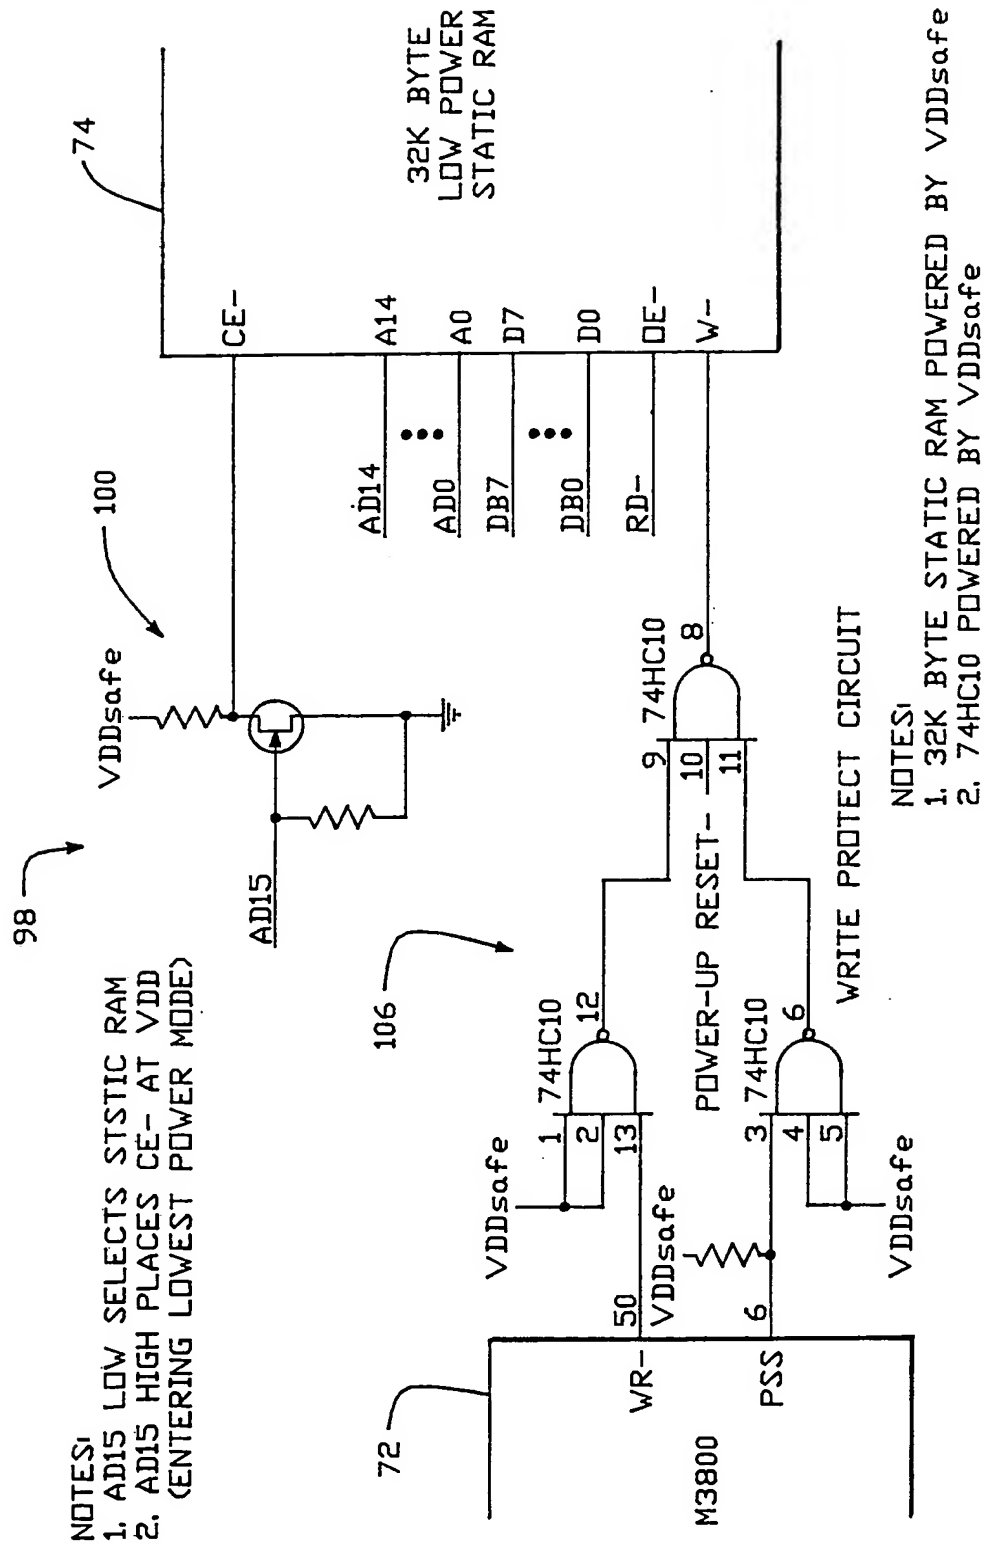 NOTES:
1. AD15 LOW SELECTS STSTIC RAM
2. AD15 HIGH PLACES CE- AT VDD
(ENTERING LOWEST POWER MODE)
98
100
74
VDDsafe
AD15
CE-
32K BYTE
LOW POWER
STATIC RAM
AD14
A14
AD0
A0
DB7
D7
DB0
D0
RD-
OE-
W-
72
M3800
WR-
50
PSS
6
106
VDDsafe
1
2
13
74HC10
12
VDDsafe
3
4
5
74HC10
6
VDDsafe
POWER-UP RESET-
9
10
11
74HC10
8
WRITE PROTECT CIRCUIT
NOTES:
1. 32K BYTE STATIC RAM POWERED BY VDDsafe
2. 74HC10 POWERED BY VDDsafe